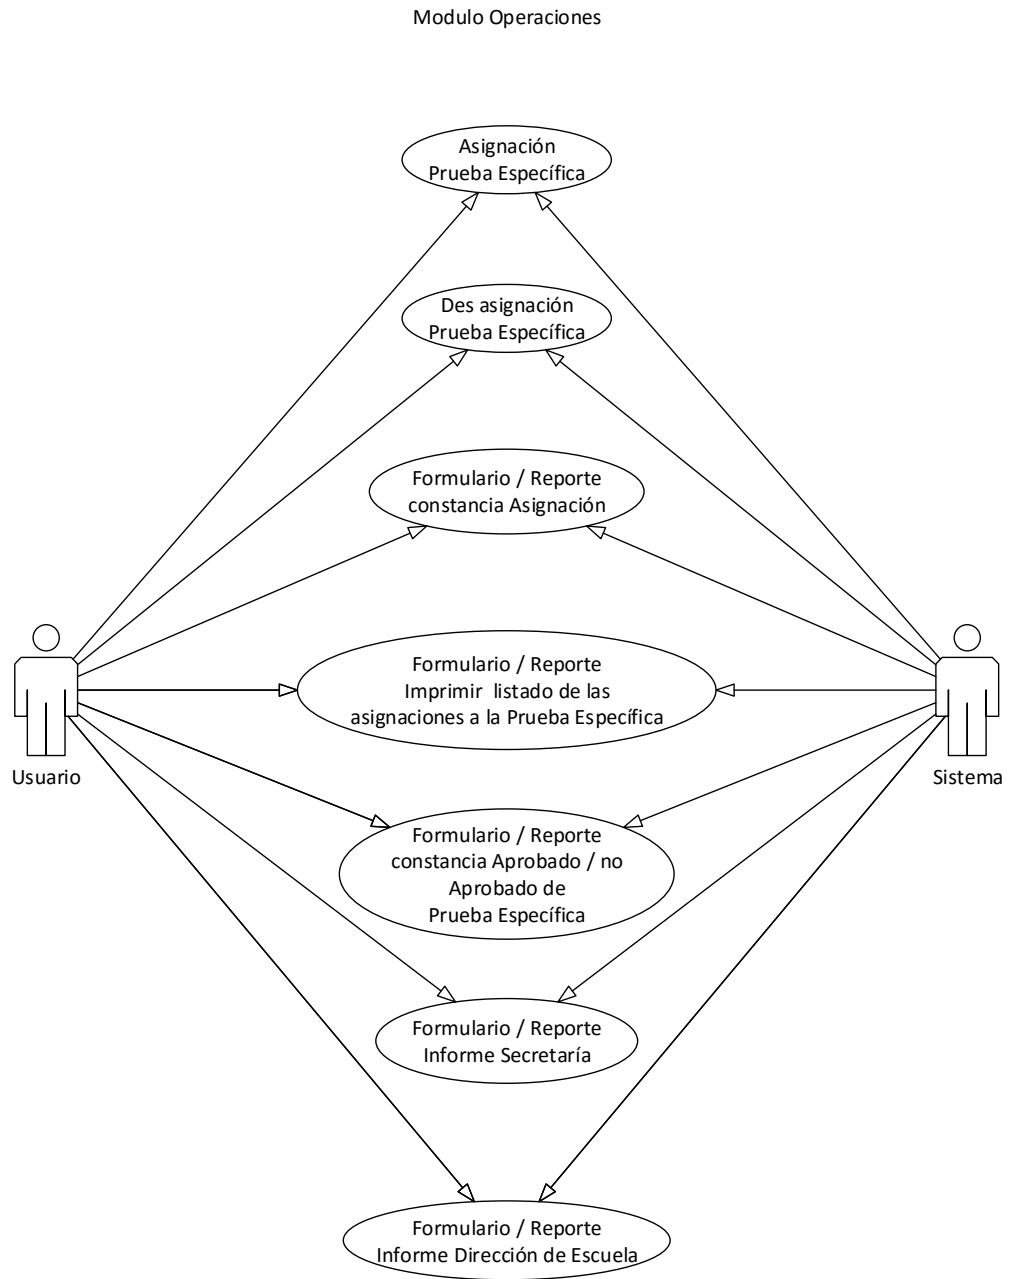 Modulo Operaciones
Asignación
Prueba Específica
Des asignación
Prueba Específica
Formulario / Reporte
constancia Asignación
Formulario / Reporte
Imprimir listado de las
asignaciones a la Prueba Específica
Usuario
Sistema
Formulario / Reporte
constancia Aprobado / no
Aprobado de
Prueba Específica
Formulario / Reporte
Informe Secretaría
Formulario / Reporte
Informe Dirección de Escuela